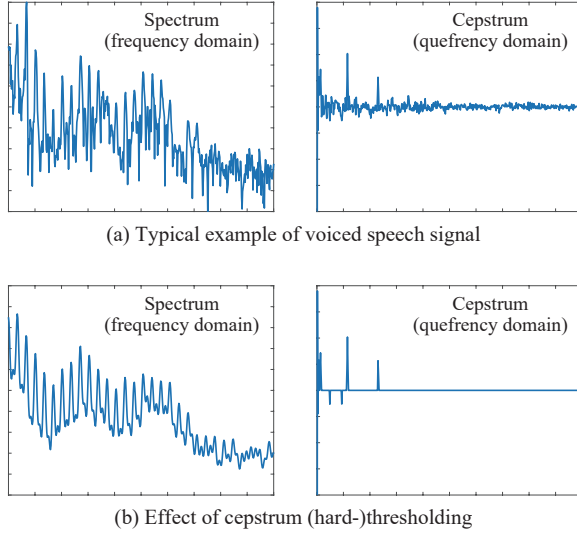 Spectrum
(frequency domain)
Cepstrum
(quefrency domain)
(a) Typical example of voiced speech signal
Spectrum
(frequency domain)
Cepstrum
(quefrency domain)
(b) Effect of cepstrum (hard-)thresholding